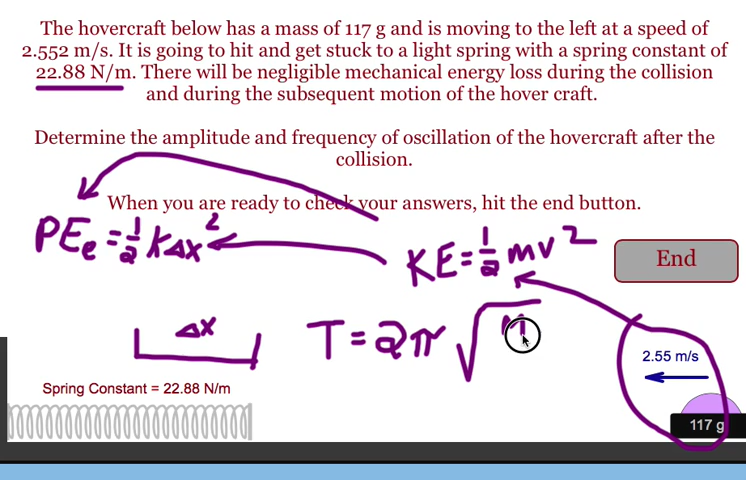 The hovercraft below has a mass of 117 g and is moving to the left at a speed of
2.552 m/s. It is going to hit and get stuck to a light spring with a spring constant of
22.88 N/m. There will be negligible mechanical energy loss during the collision
and during the subsequent motion of the hover craft.
Determine the amplitude and frequency of oscillation of the hovercraft after the
collision.
When you are ready to check your answers, hit the end button.
PEe = 1/2 kΔx²
KE = 1/2 mv²
End
Δx
T = 2π √m
2.55 m/s
Spring Constant = 22.88 N/m
117 g